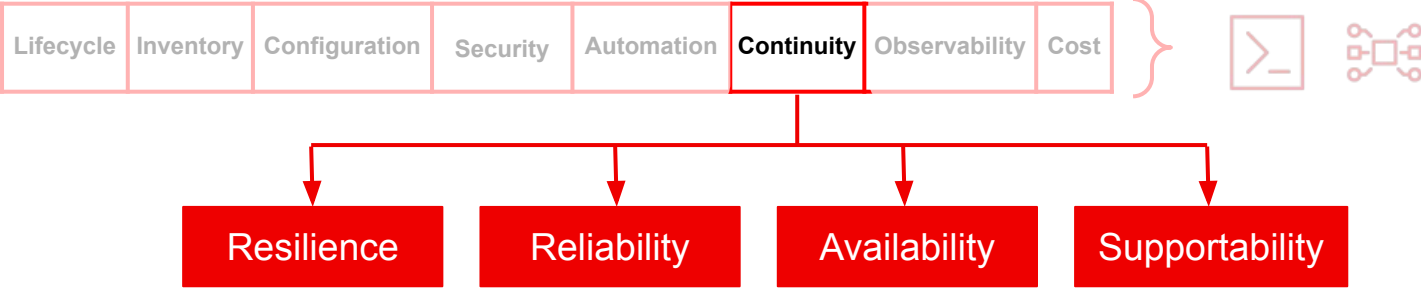 Lifecycle Inventory Configuration Security Automation Continuity Observability Cost
Resilience Reliability Availability Supportability